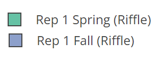 Rep 1 Spring (Riffle)
Rep 1 Fall (Riffle)